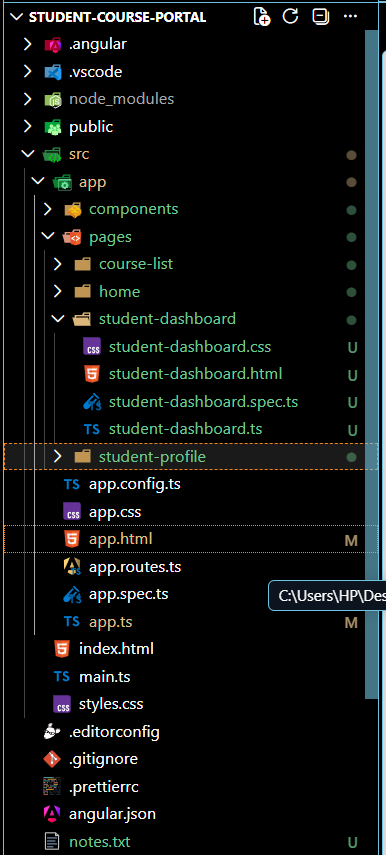 STUDENT-COURSE-PORTAL
.angular
.vscode
node_modules
public
src
app
components
pages
course-list
home
student-dashboard
CSS student-dashboard.css U
student-dashboard.html U
student-dashboard.spec.ts U
TS student-dashboard.ts U
student-profile
TS app.config.ts
CSS app.css
app.html M
app.routes.ts
app.spec.ts
C:\Users\HP\Des
TS app.ts M
index.html
TS main.ts
CSS styles.css
.editorconfig
.gitignore
.prettierrc
angular.json
notes.txt U